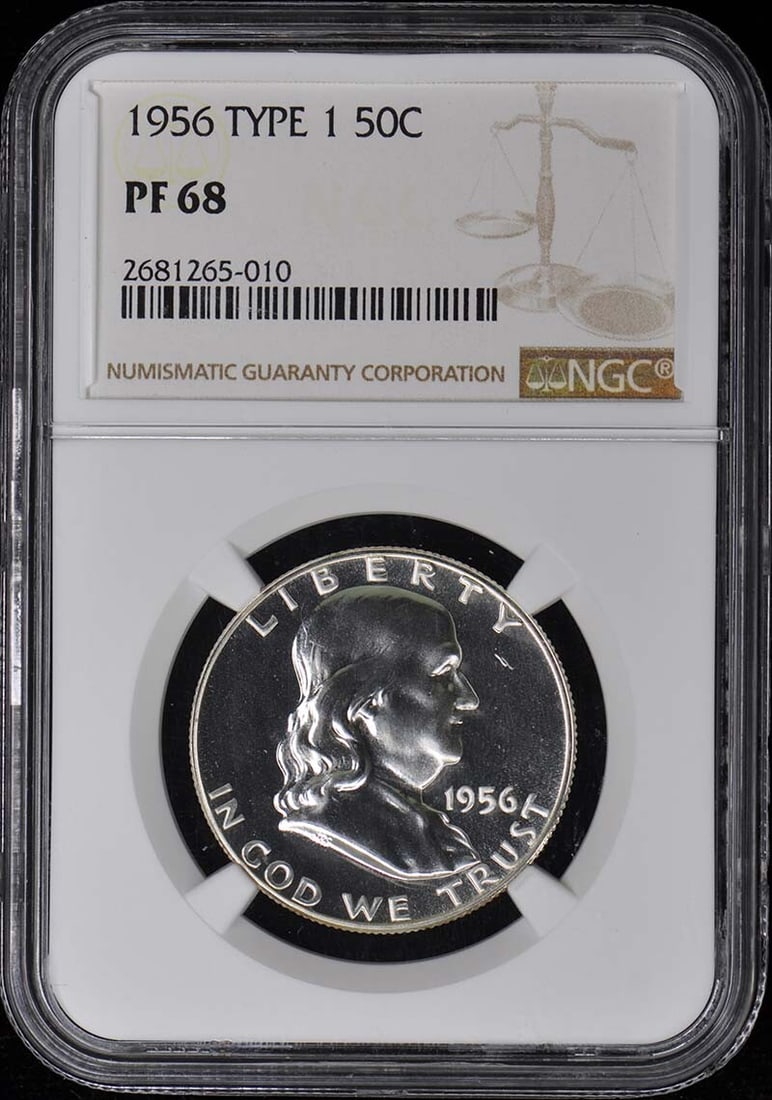 1956 TYPE 1 50C
PF 68
2681265-010
NUMISMATIC GUARANTY CORPORATION
NGC®
LIBERTY
1956
IN GOD WE TRUST